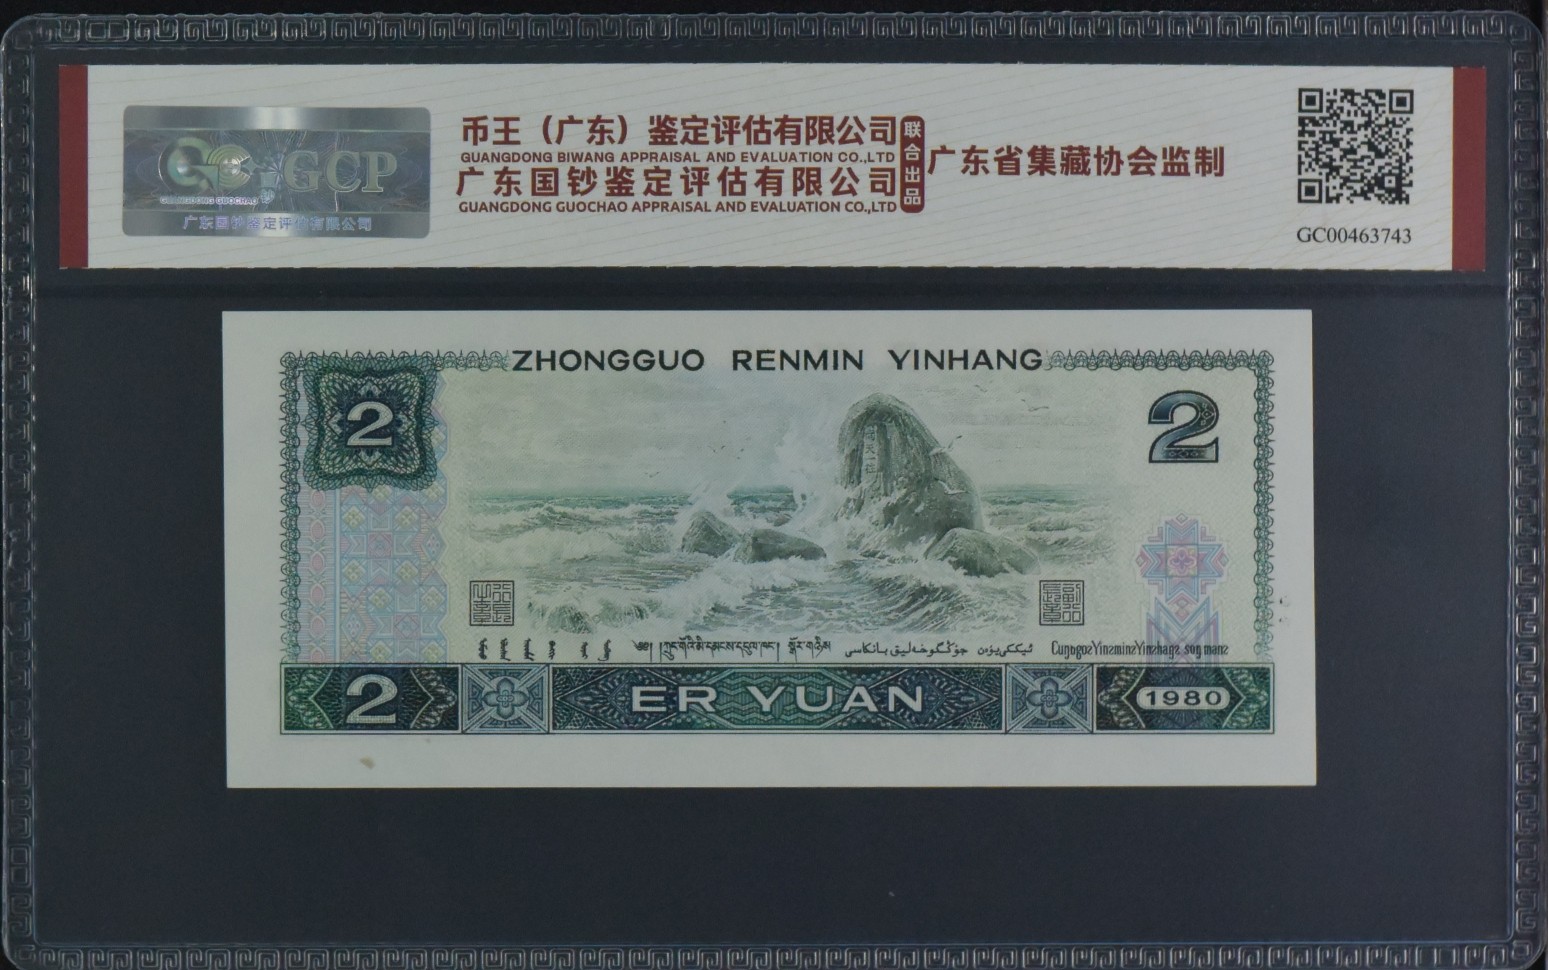 GCP
GUANGDONG GUOCHAO
广东国钞鉴定评估有限公司
币王（广东）鉴定评估有限公司
GUANGDONG BIWANG APPRAISAL AND EVALUATION CO.,LTD
广东国钞鉴定评估有限公司
GUANGDONG GUOCHAO APPRAISAL AND EVALUATION CO.,LTD
联合出品
广东省集藏协会监制
GC00463743
ZHONGGUO RENMIN YINHANG
2
2
2 ER YUAN 1980